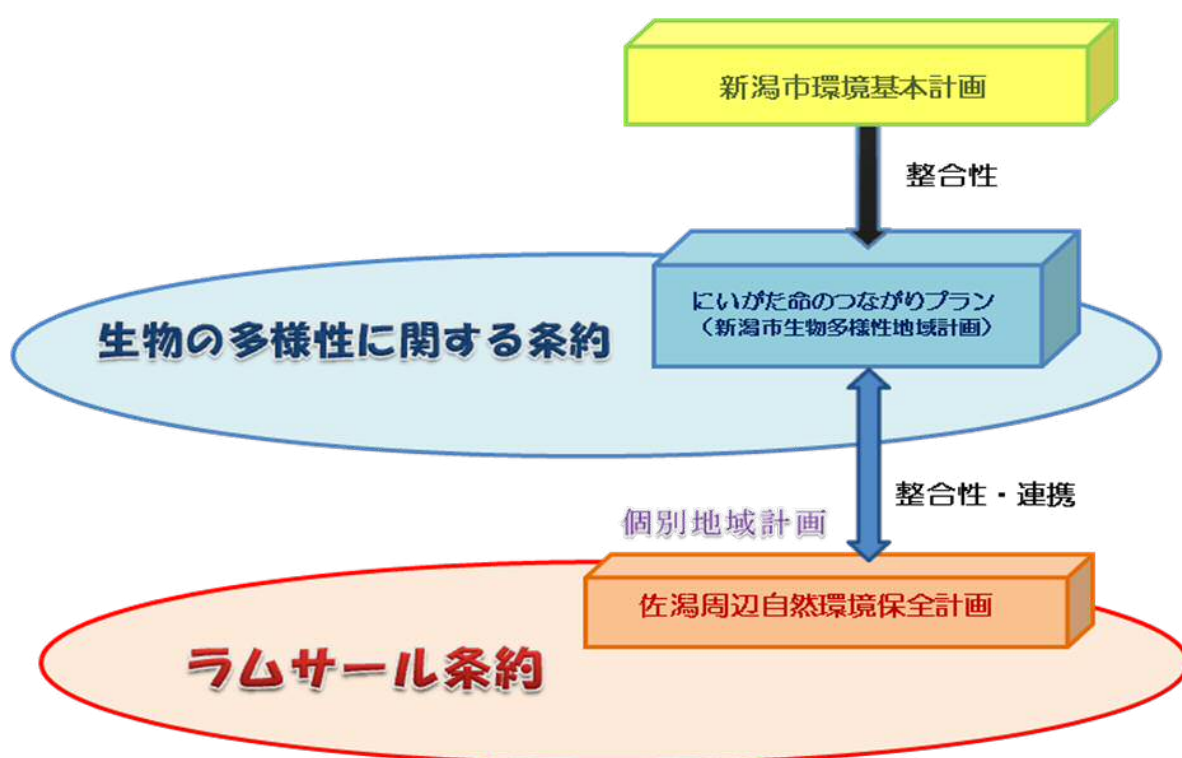 新潟市環境基本計画
整合性
にいがた命のつながりプラン
（新潟市生物多様性地域計画）
生物の多様性に関する条約
整合性・連携
個別地域計画
佐潟周辺自然環境保全計画
ラムサール条約